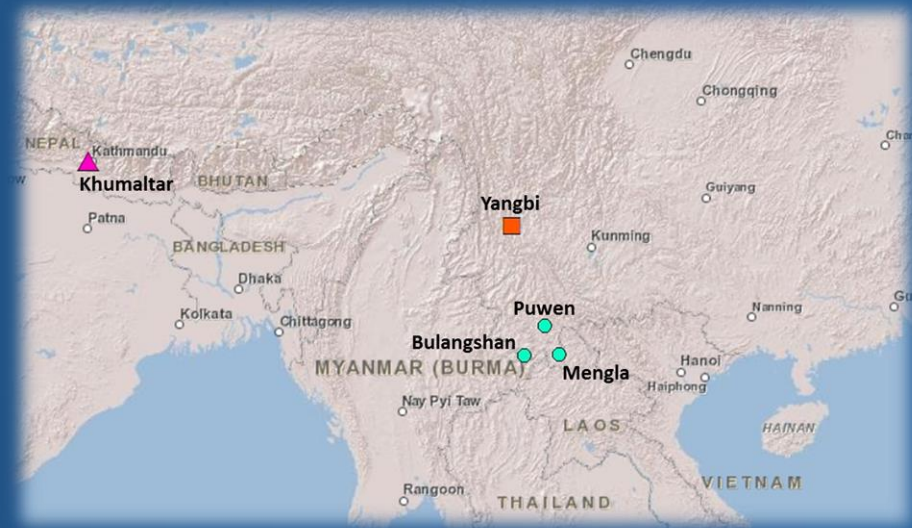 Chengdu
Chongqing
Cha
NEPAL
Kathmandu
Khumaltar
BHUTAN
Guiyang
Yangbi
Patna
Kunming
BANGLADESH
Dhaka
Puwen
Nanning
Gu
Kolkata
Chittagong
Bulangshan
MYANMAR (BURMA)
Mengla
Hanoi
Haiphong
Nay Pyi Taw
LAOS
HAINAN
VIETNAM
Rangoon
THAILAND